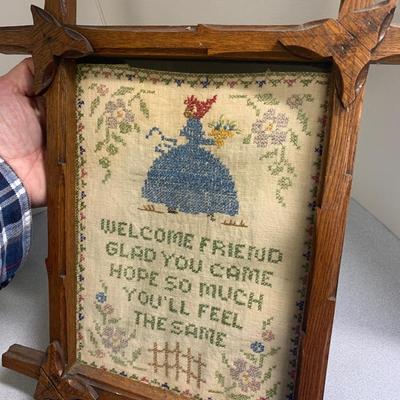 WELCOME FRIEND
GLAD YOU CAME
HOPE SO MUCH
YOU'LL FEEL
THE SAME